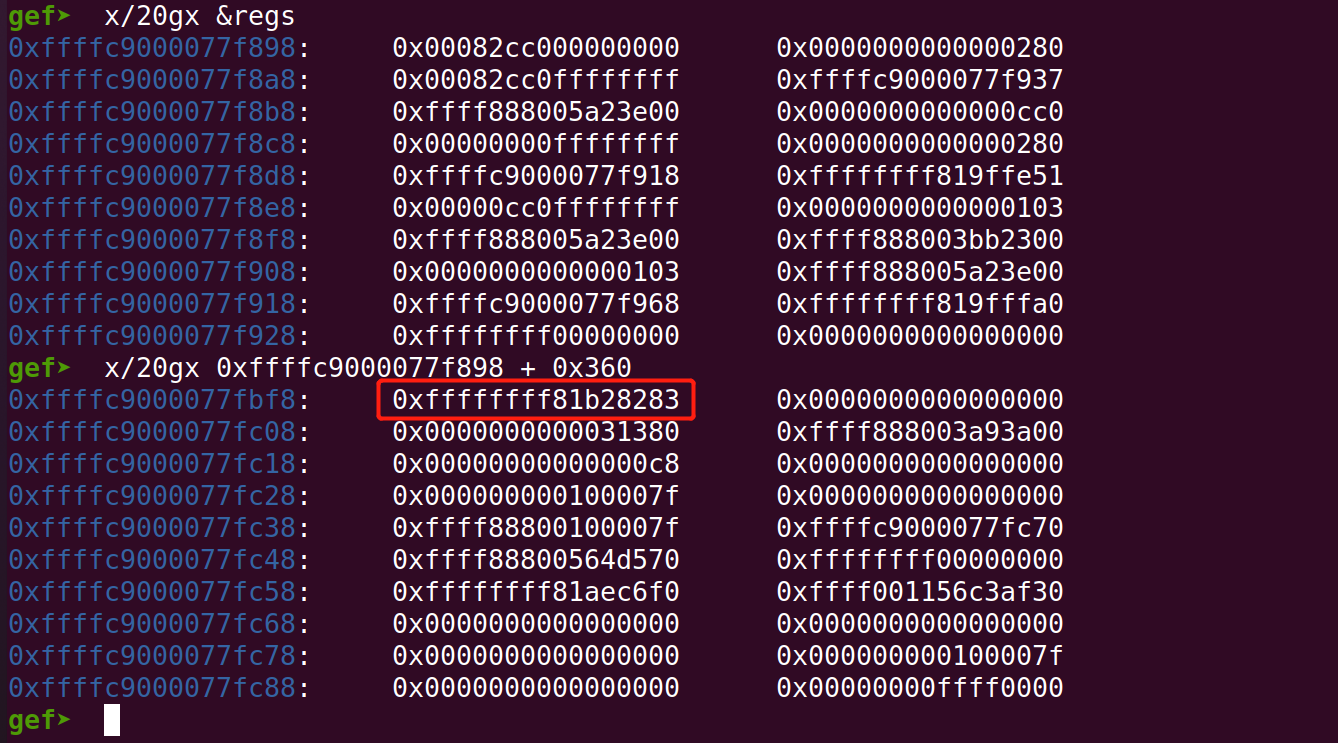 gef➤  x/20gx &regs
0xffffc9000077f898:	0x00082cc000000000	0x0000000000000280
0xffffc9000077f8a8:	0x00082cc0ffffffff	0xffffc9000077f937
0xffffc9000077f8b8:	0xffff888005a23e00	0x0000000000000cc0
0xffffc9000077f8c8:	0x00000000ffffffff	0x0000000000000280
0xffffc9000077f8d8:	0xffffc9000077f918	0xffffffff819ffe51
0xffffc9000077f8e8:	0x00000cc0ffffffff	0x0000000000000103
0xffffc9000077f8f8:	0xffff888005a23e00	0xffff888003bb2300
0xffffc9000077f908:	0x0000000000000103	0xffff888005a23e00
0xffffc9000077f918:	0xffffc9000077f968	0xffffffff819fffa0
0xffffc9000077f928:	0xffffffff00000000	0x0000000000000000
gef➤  x/20gx 0xffffc9000077f898 + 0x360
0xffffc9000077fbf8:	0xffffffff81b28283	0x0000000000000000
0xffffc9000077fc08:	0x0000000000031380	0xffff888003a93a00
0xffffc9000077fc18:	0x00000000000000c8	0x0000000000000000
0xffffc9000077fc28:	0x000000000100007f	0x0000000000000000
0xffffc9000077fc38:	0xffff88800100007f	0xffffc9000077fc70
0xffffc9000077fc48:	0xffff88800564d570	0xffffffff00000000
0xffffc9000077fc58:	0xffffffff81aec6f0	0xffff001156c3af30
0xffffc9000077fc68:	0x0000000000000000	0x0000000000000000
0xffffc9000077fc78:	0x0000000000000000	0x000000000100007f
0xffffc9000077fc88:	0x0000000000000000	0x00000000ffff0000
gef➤